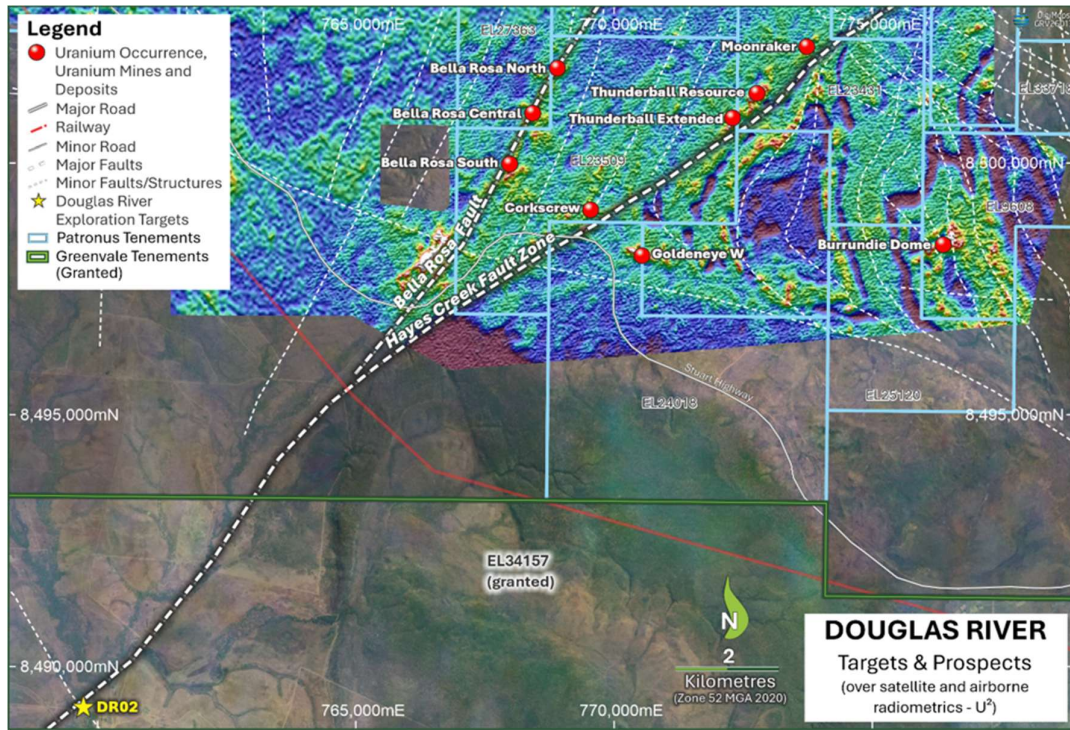 Legend
Uranium Occurrence,
Uranium Mines and
Deposits
Major Road
Railway
Minor Road
Major Faults
Minor Faults/Structures
Douglas River
Exploration Targets
Patronus Tenements
Greenvale Tenements
(Granted)
765,000mE
770,000mE
775,000mE
EL27363
Moonraker
Bella Rosa North
Thunderball Resource
EL23431
EL33718
Bella Rosa Central
Thunderball Extended
Bella Rosa South
EL23509
8,500,000mN
Corkscrew
EL9608
Bella Rosa Fault
Hayes Creek Fault Zone
Goldeneye W
Burrundie Dome
Stuart Highway
EL24018
EL25120
8,495,000mN
8,495,000mN
EL34157
(granted)
N
2
Kilometres
(Zone 52 MGA 2020)
DOUGLAS RIVER
Targets & Prospects
(over satellite and airborne
radiometrics - U²)
8,490,000mN
DR02
765,000mE
770,000mE